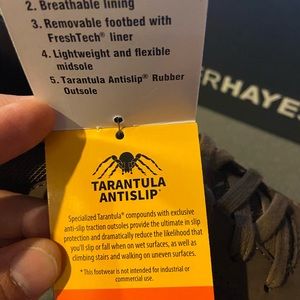 2. Breathable lining
3. Removable footbed with
FreshTech® liner
4. Lightweight and flexible
midsole
5. Tarantula Antislip® Rubber
Outsole
ERHAYES
TARANTULA
ANTISLIP™
Specialized Tarantula® compounds with exclusive
anti-slip traction outsoles provide the ultimate in slip
protection and dramatically reduce the likelihood that
you'll slip or fall when on wet surfaces, as well as
climbing stairs and walking on uneven surfaces.
* This footwear is not intended for industrial or
commercial use.